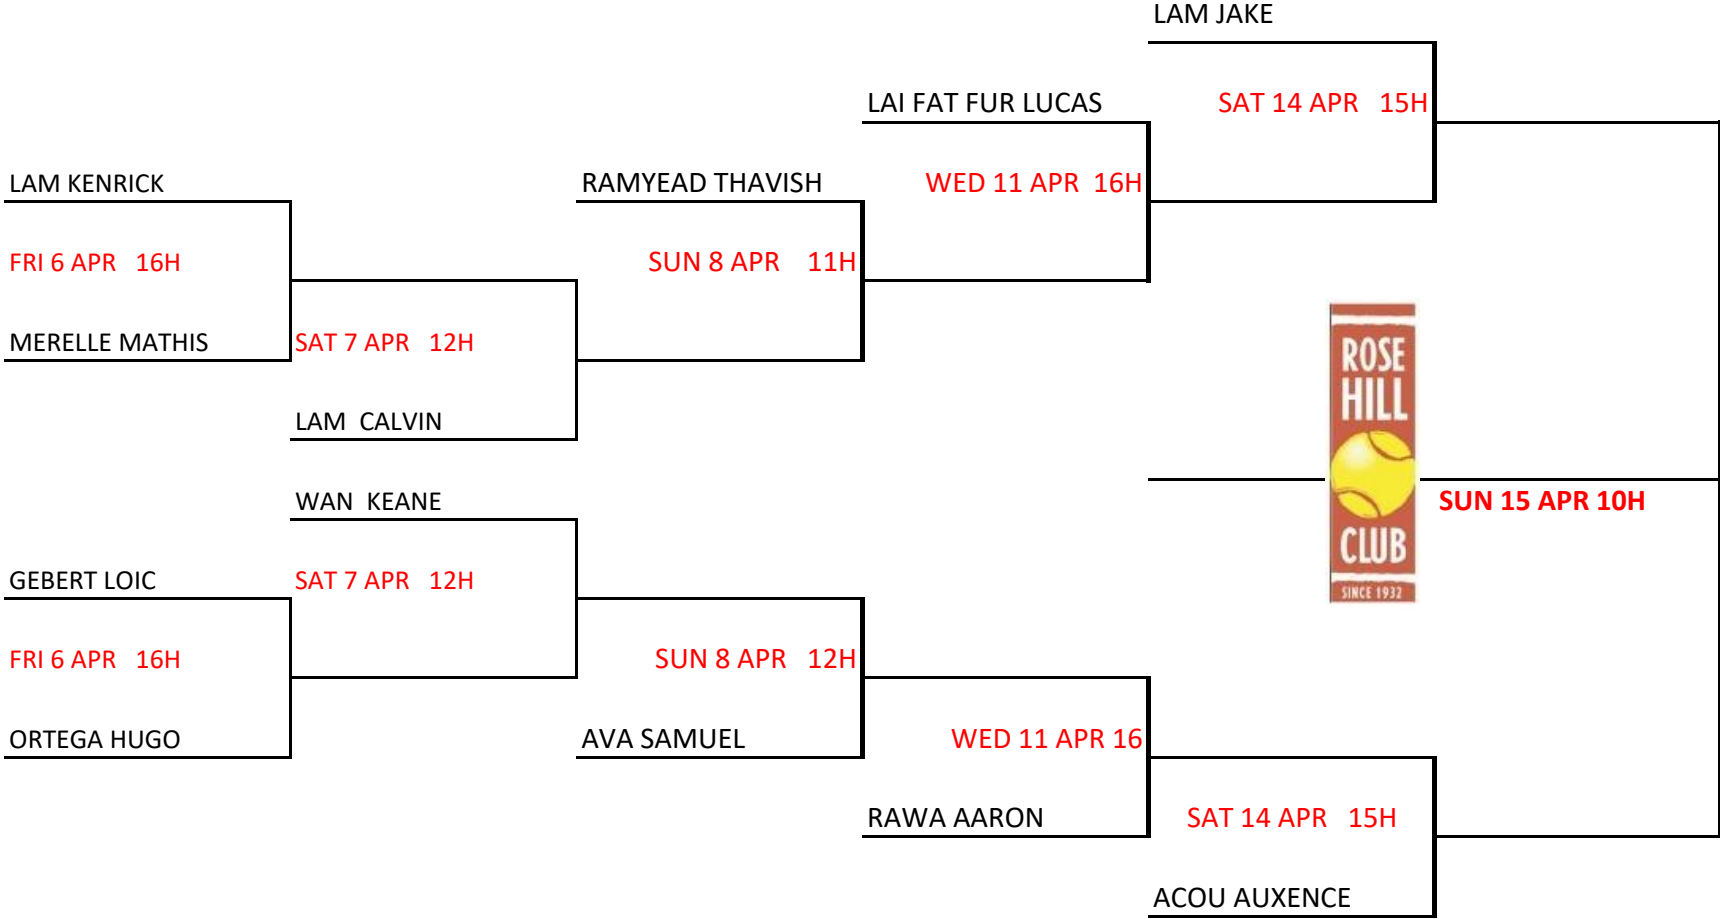 LAM JAKE
LAI FAT FUR LUCAS
SAT 14 APR 15H
LAM KENRICK
RAMYEAD THAVISH
WED 11 APR 16H
FRI 6 APR 16H
SUN 8 APR 11H
MERELLE MATHIS
SAT 7 APR 12H
LAM CALVIN
ROSE
HILL
CLUB
SINCE 1932
WAN KEANE
SUN 15 APR 10H
GEBERT LOIC
SAT 7 APR 12H
FRI 6 APR 16H
SUN 8 APR 12H
ORTEGA HUGO
AVA SAMUEL
WED 11 APR 16
RAWA AARON
SAT 14 APR 15H
ACOU AUXENCE